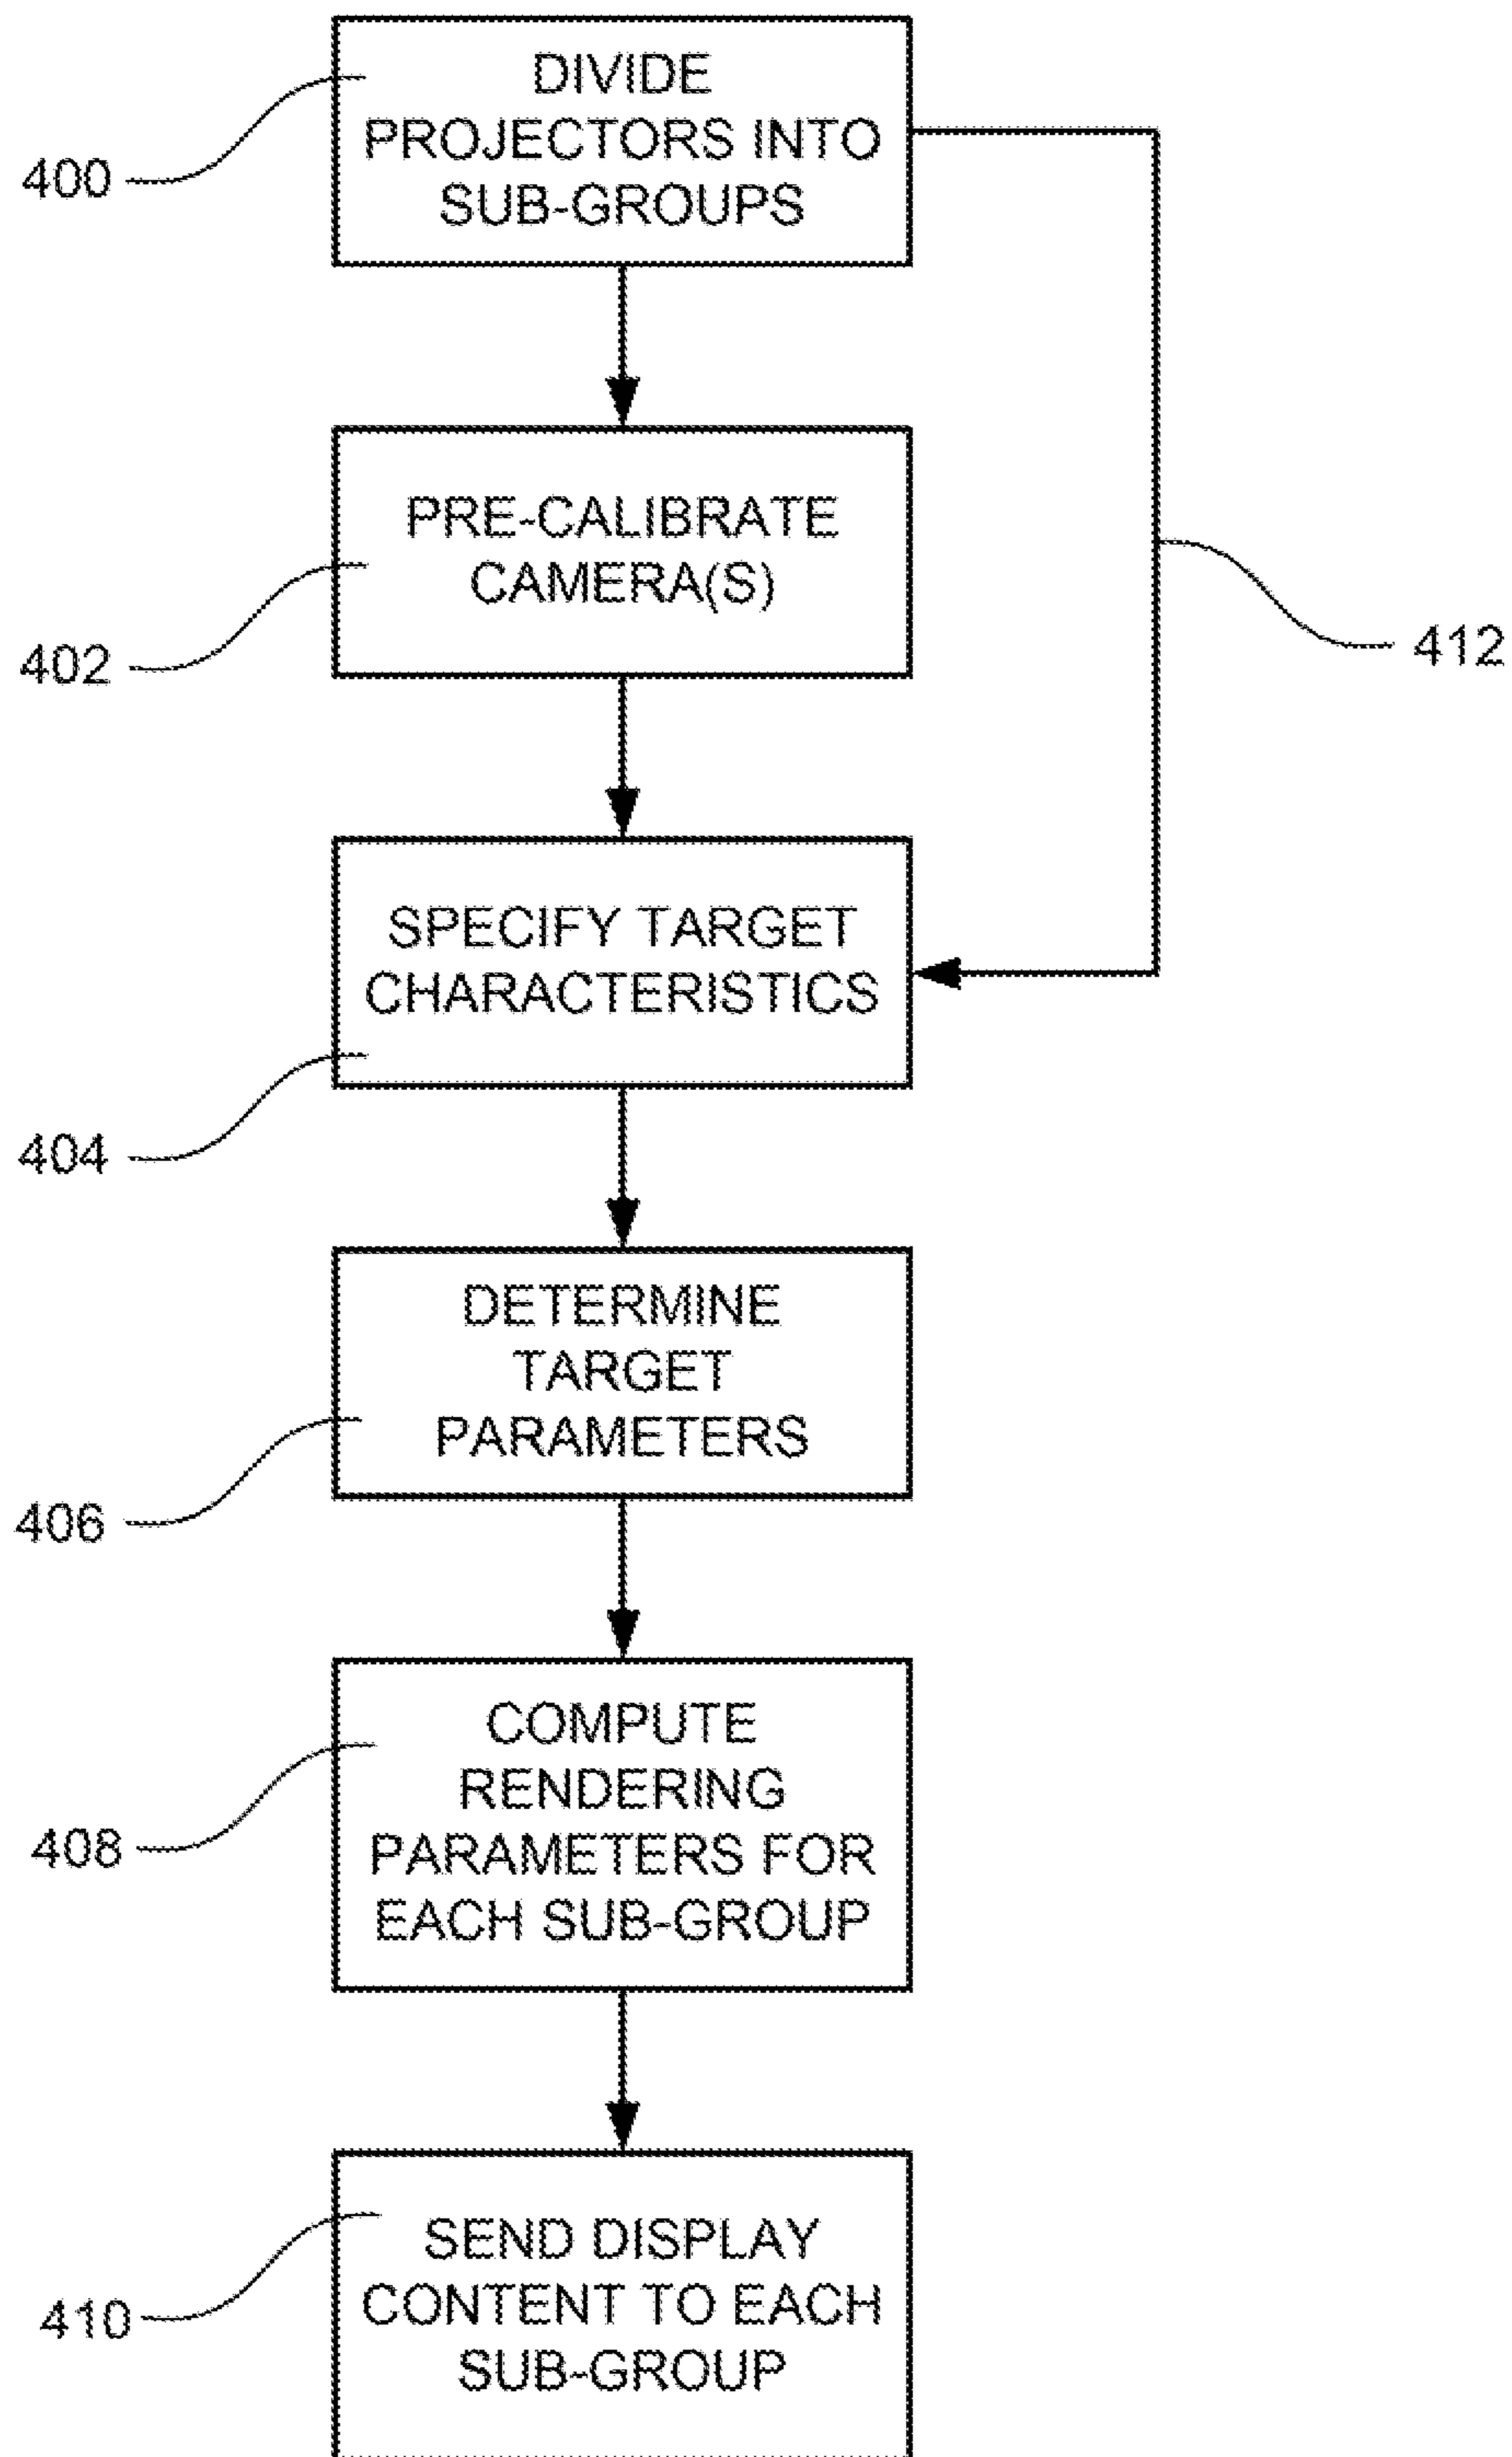 DIVIDE
PROJECTORS INTO
SUB-GROUPS
400
PRE-CALIBRATE
CAMERA(S)
402
412
SPECIFY TARGET
CHARACTERISTICS
404
DETERMINE
TARGET
PARAMETERS
406
COMPUTE
RENDERING
PARAMETERS FOR
EACH SUB-GROUP
408
SEND DISPLAY
CONTENT TO EACH
SUB-GROUP
410